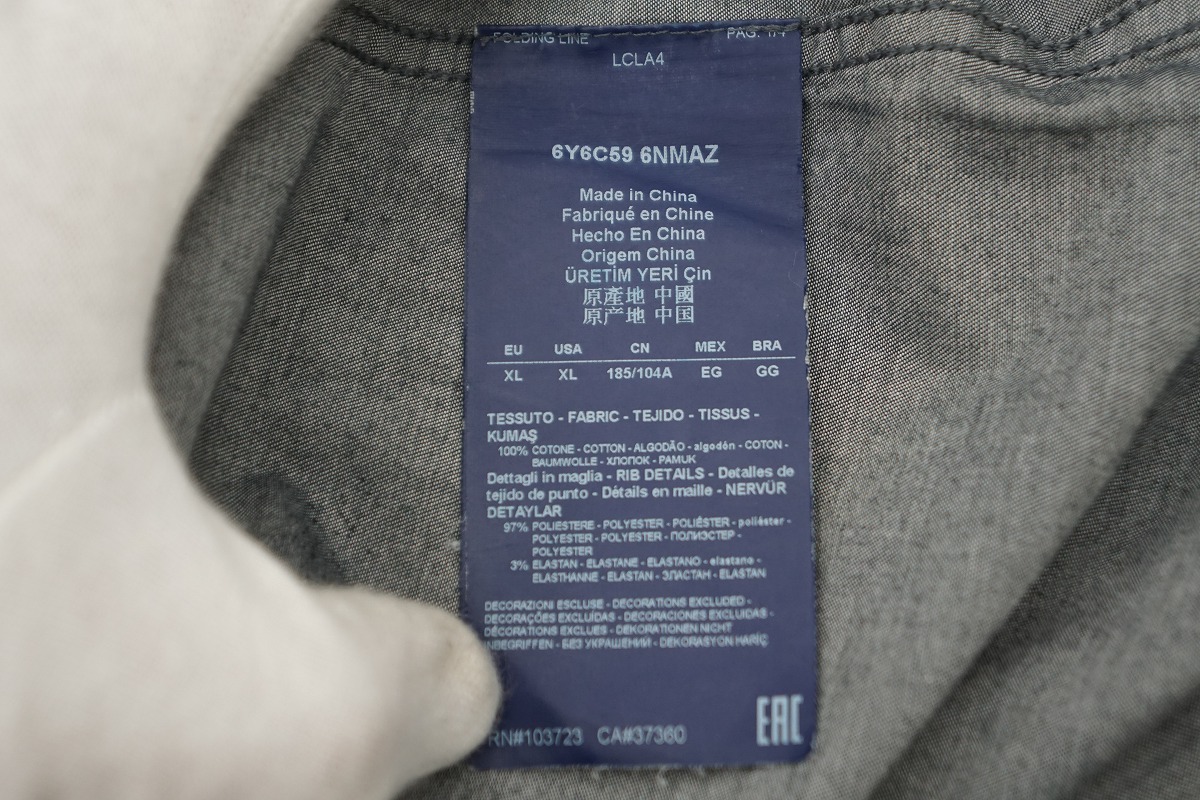 FOLDING LINE PAG. 1/4
LCLA4
6Y6C59 6NMAZ
Made in China
Fabriqué en Chine
Hecho En China
Origem China
ÜRETİM YERİ Çin
原產地 中國
原产地 中国
EU USA CN MEX BRA
XL XL 185/104A EG GG
TESSUTO - FABRIC - TEJIDO - TISSUS -
KUMAŞ
100% COTONE - COTTON - ALGODÃO - algodón - COTON -
BAUMWOLLE - ХЛОПОК - PAMUK
Dettagli in maglia - RIB DETAILS - Detalles de
tejido de punto - Détails en maille - NERVÜR
DETAYLAR
97% POLIESTERE - POLYESTER - POLIÉSTER - poliéster -
POLYESTER - POLYESTER - ПОЛИЭСТЕР -
POLYESTER
3% ELASTAN - ELASTANE - ELASTANO - elastano -
ELASTHANNE - ELASTAN - ЭЛАСТАН - ELASTAN
DECORAZIONI ESCLUSE - DECORATIONS EXCLUDED -
DECORAÇÕES EXCLUÍDAS - DECORACIONES EXCLUIDAS -
DÉCORATIONS EXCLUES - DEKORATIONEN NICHT
INBEGRIFFEN - БЕЗ УКРАШЕНИЙ - DEKORASYON HARİÇ
EAC
RN#103723 CA#37360